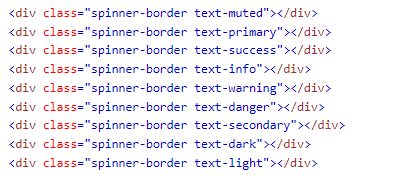 <div class="spinner-border text-muted"></div>
<div class="spinner-border text-primary"></div>
<div class="spinner-border text-success"></div>
<div class="spinner-border text-info"></div>
<div class="spinner-border text-warning"></div>
<div class="spinner-border text-danger"></div>
<div class="spinner-border text-secondary"></div>
<div class="spinner-border text-dark"></div>
<div class="spinner-border text-light"></div>